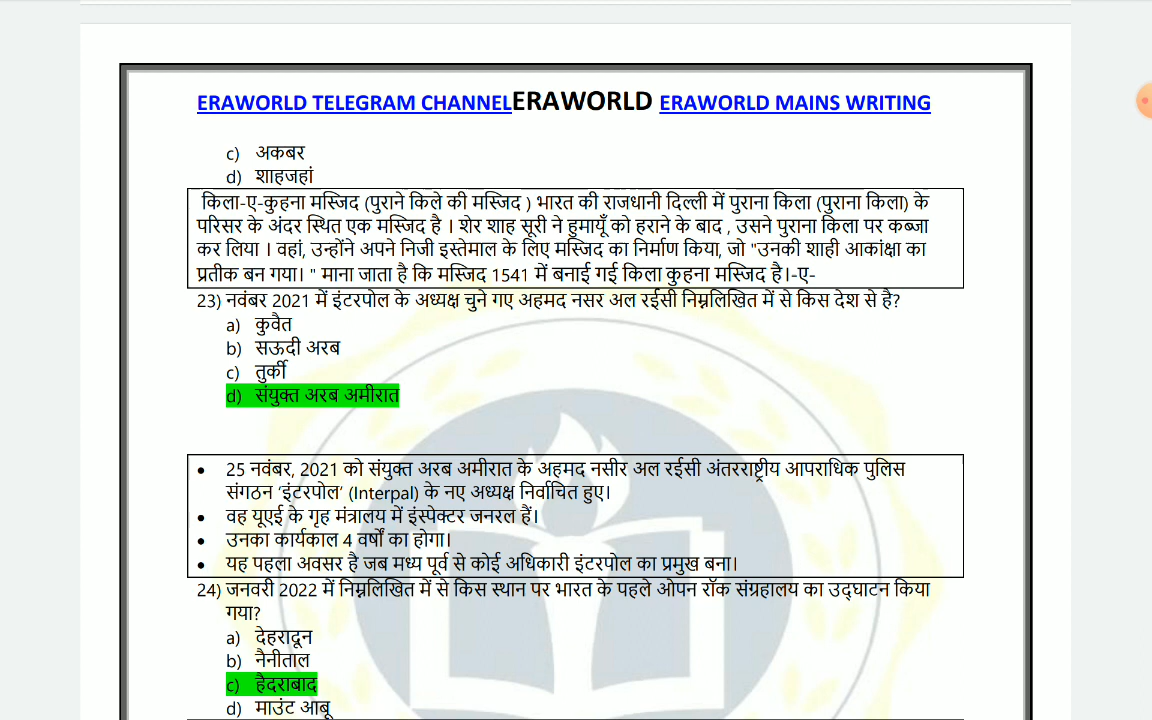 ERAWORLD TELEGRAM CHANNELERAWORLD ERAWORLD MAINS WRITING
c) अकबर
d) शाहजहां
किला-ए-कुहना मस्जिद (पुराने किले की मस्जिद ) भारत की राजधानी दिल्ली में पुराना किला (पुराना किला) के
परिसर के अंदर स्थित एक मस्जिद है । शेर शाह सूरी ने हुमायूँ को हराने के बाद , उसने पुराना किला पर कब्जा
कर लिया । वहां, उन्होंने अपने निजी इस्तेमाल के लिए मस्जिद का निर्माण किया, जो "उनकी शाही आकांक्षा का
प्रतीक बन गया। " माना जाता है कि मस्जिद 1541 में बनाई गई किला कुहना मस्जिद है।-ए-
23) नवंबर 2021 में इंटरपोल के अध्यक्ष चुने गए अहमद नसर अल रईसी निम्नलिखित में से किस देश से है?
a) कुवैत
b) सऊदी अरब
c) तुर्की
d) संयुक्त अरब अमीरात
• 25 नवंबर, 2021 को संयुक्त अरब अमीरात के अहमद नसीर अल रईसी अंतरराष्ट्रीय आपराधिक पुलिस
संगठन ‘इंटरपोल’ (Interpal) के नए अध्यक्ष निर्वाचित हुए।
• वह यूएई के गृह मंत्रालय में इंस्पेक्टर जनरल हैं।
• उनका कार्यकाल 4 वर्षों का होगा।
• यह पहला अवसर है जब मध्य पूर्व से कोई अधिकारी इंटरपोल का प्रमुख बना।
24) जनवरी 2022 में निम्नलिखित में से किस स्थान पर भारत के पहले ओपन रॉक संग्रहालय का उद्घाटन किया
गया?
a) देहरादून
b) नैनीताल
c) हैदराबाद
d) माउंट आबू